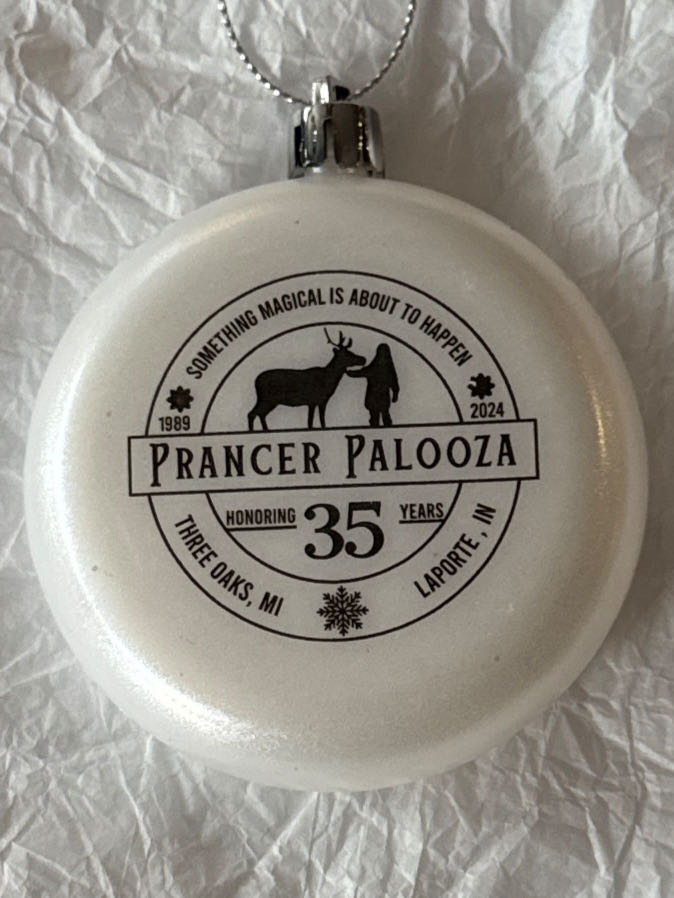 SOMETHING MAGICAL IS ABOUT TO HAPPEN
1989
2024
PRANCER PALOOZA
HONORING 35 YEARS
THREE OAKS, MI
LAPORTE, IN